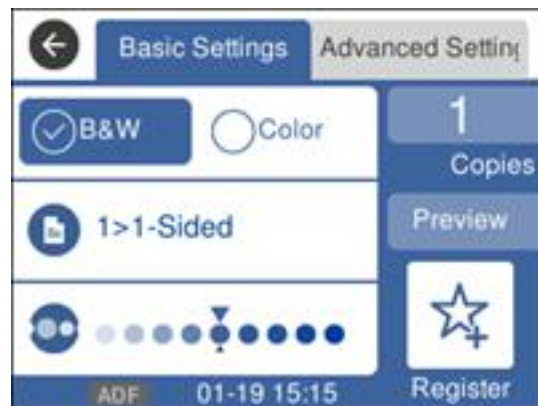 Basic Settings
Advanced Settin
B&W
Color
1
Copies
1>1-Sided
Preview
Register
ADF
01-19 15:15